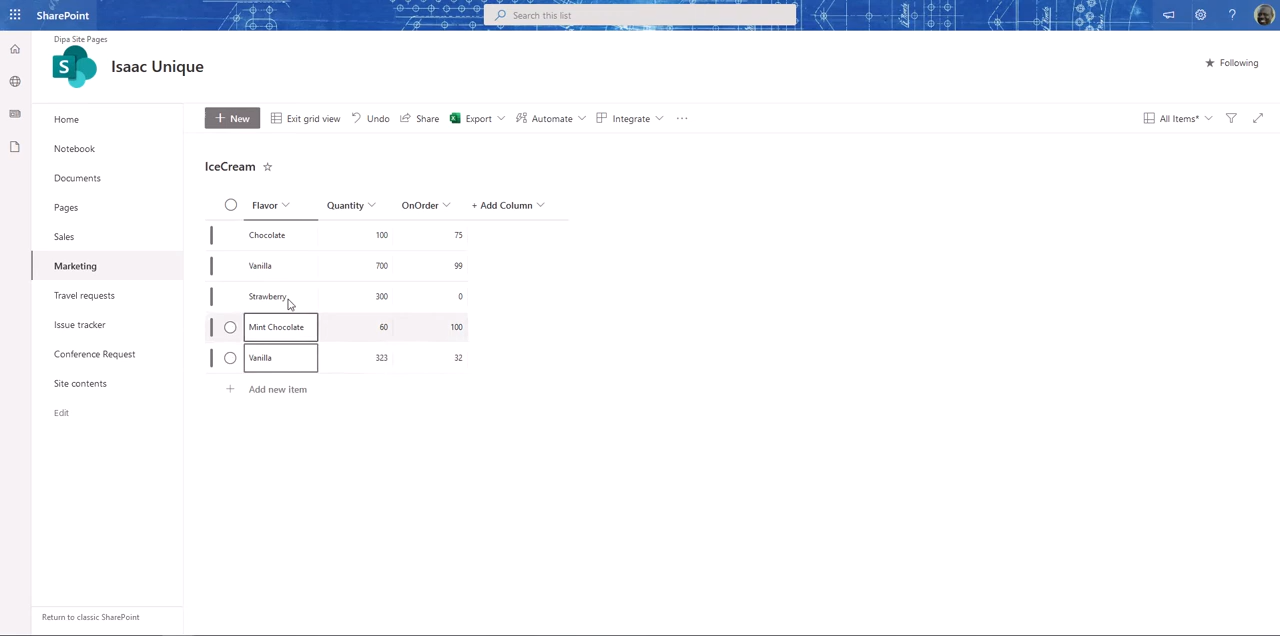 SharePoint
Search this list
?
Dipa Site Pages
S
Isaac Unique
Following
+ New
Exit grid view
Undo
Share
Export
Automate
Integrate
...
All Items*
Home
Notebook
Documents
Pages
Sales
Marketing
Travel requests
Issue tracker
Conference Request
Site contents
Edit
IceCream
Flavor Quantity OnOrder + Add Column
Chocolate 100 75
Vanilla 700 99
Strawberry 300 0
Mint Chocolate 60 100
Vanilla 323 32
+ Add new item
Return to classic SharePoint